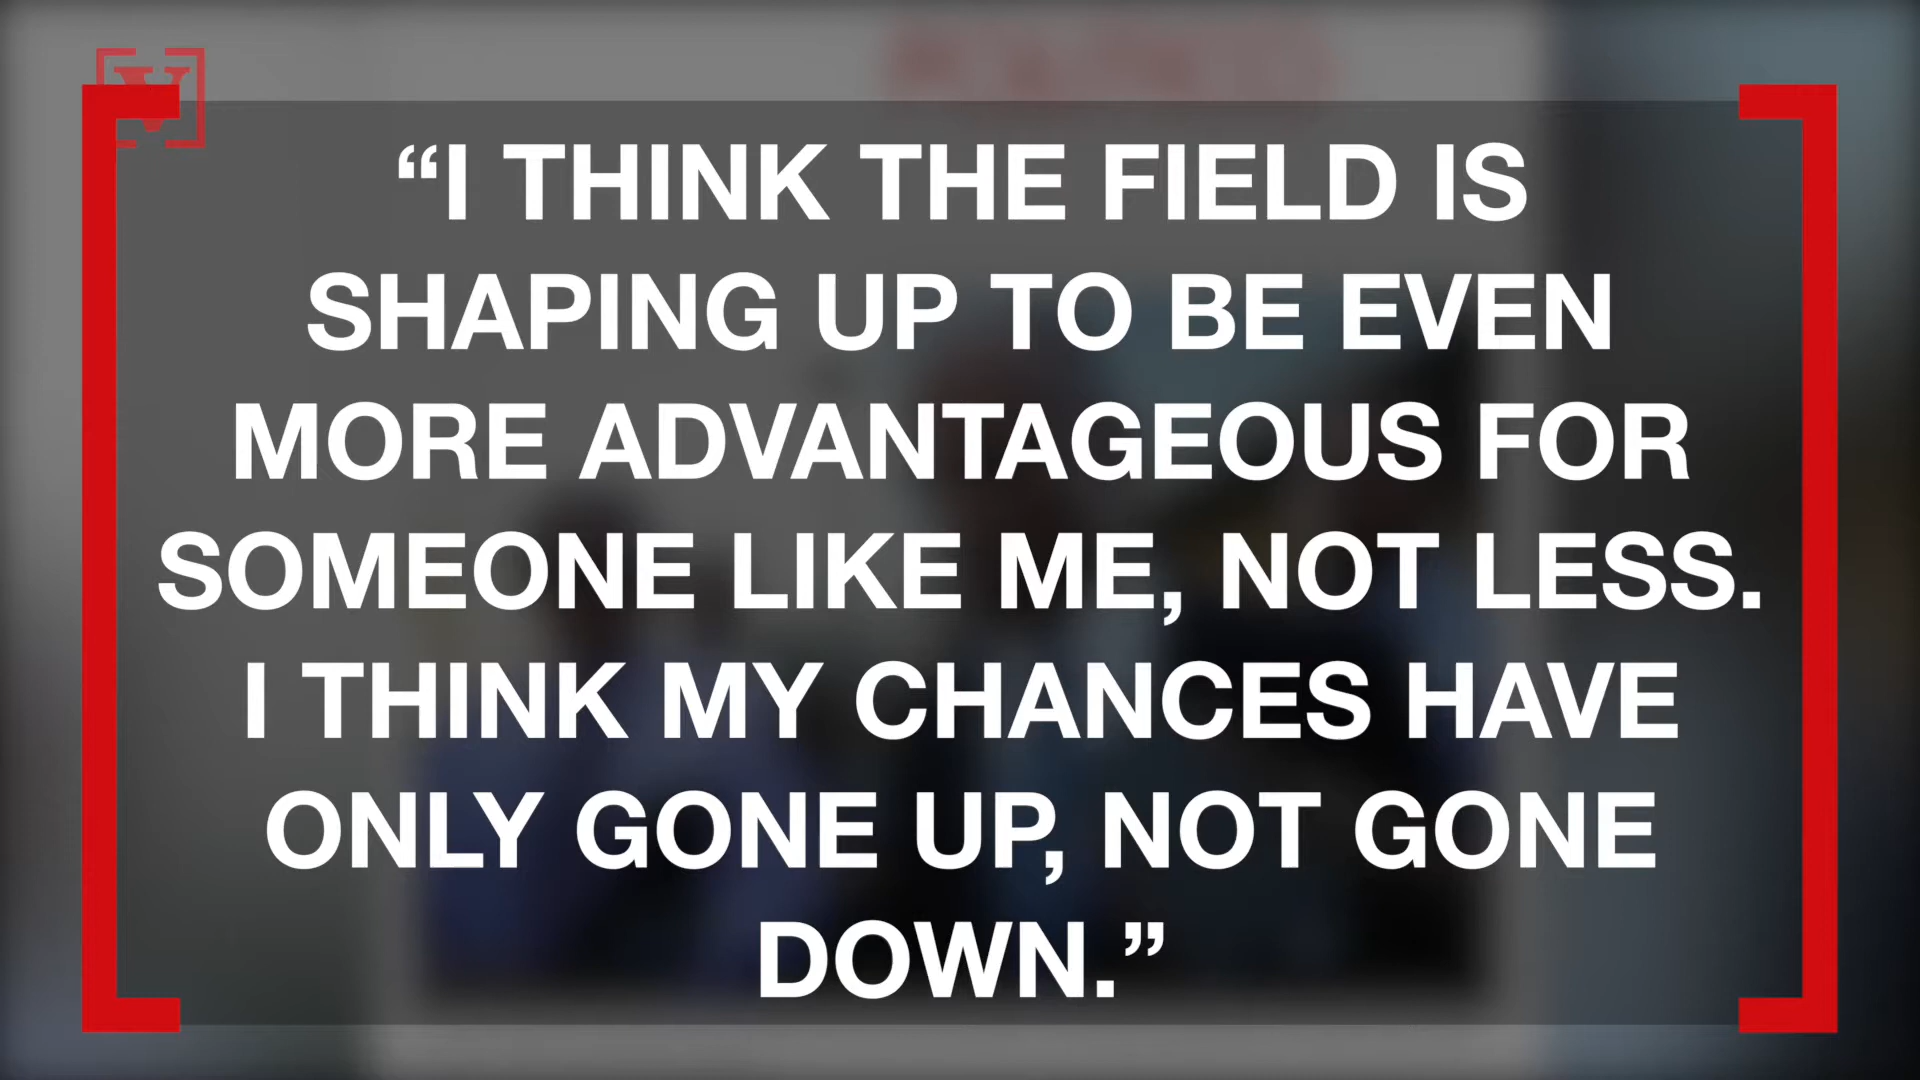 “I THINK THE FIELD IS
SHAPING UP TO BE EVEN
MORE ADVANTAGEOUS FOR
SOMEONE LIKE ME, NOT LESS.
I THINK MY CHANCES HAVE
ONLY GONE UP, NOT GONE
DOWN.”